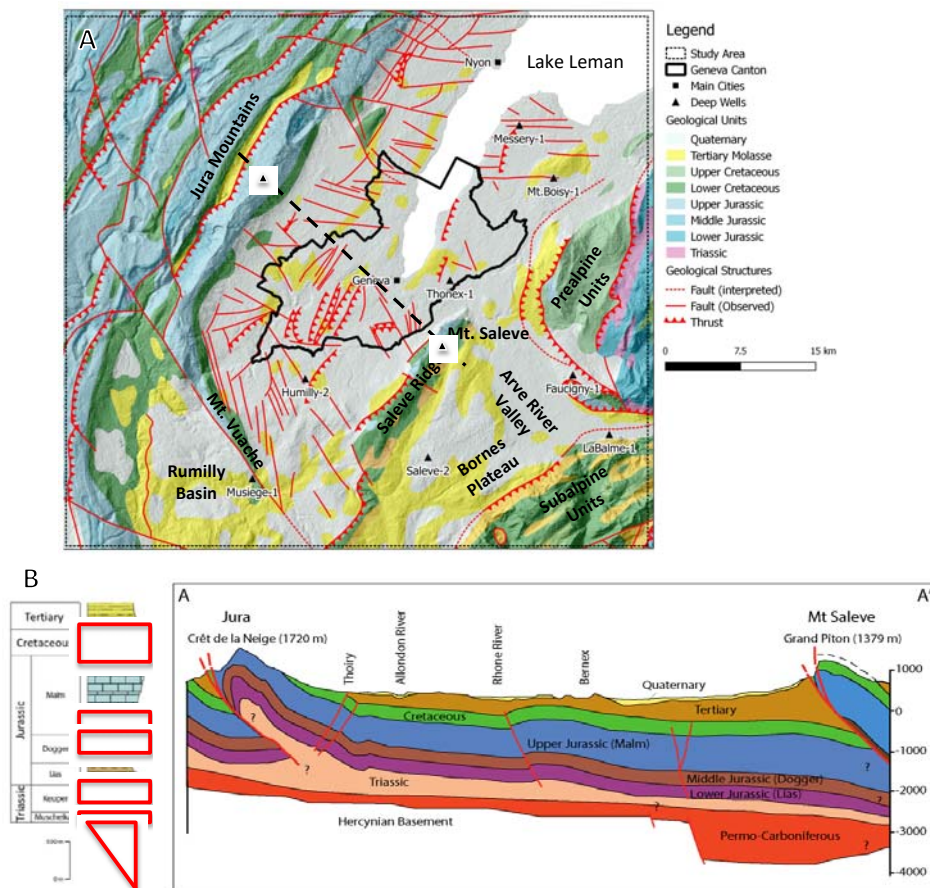 A
Nyon
Lake Leman
Messery-1
Mt.Boisy-1
Jura Mountains
Prealpine
Units
Geneva
Thonex-1
Mt. Saleve
Saleve Ridge
Humilly-2
Arve River
Valley
Faucigny-1
Mt. Vuache
LaBalme-1
Rumilly
Basin
Musiege-1
Saleve-2
Bornes
Plateau
Subalpine
Units
Legend
Study Area
Geneva Canton
Main Cities
Deep Wells
Geological Units
Quaternary
Tertiary Molasse
Upper Cretaceous
Lower Cretaceous
Upper Jurassic
Middle Jurassic
Lower Jurassic
Triassic
Geological Structures
Fault (interpreted)
Fault (Observed)
Thrust
0 7.5 15 km
B
Tertiary
Cretaceou
Jurassic
Malm
Dogger
Lias
Triassic
Keuper
Muschelka
0 m
A
A'
Jura
Crêt de la Neige (1720 m)
Thoiry
Allondon River
Rhone River
Bernex
Mt Saleve
Grand Piton (1379 m)
Quaternary
Tertiary
Cretaceous
Upper Jurassic (Malm)
Middle Jurassic (Dogger)
Lower Jurassic (Lias)
Triassic
Hercynian Basement
Permo-Carboniferous
?
?
?
?
?
?
?
1000
0
-1000
-2000
-3000
-4000